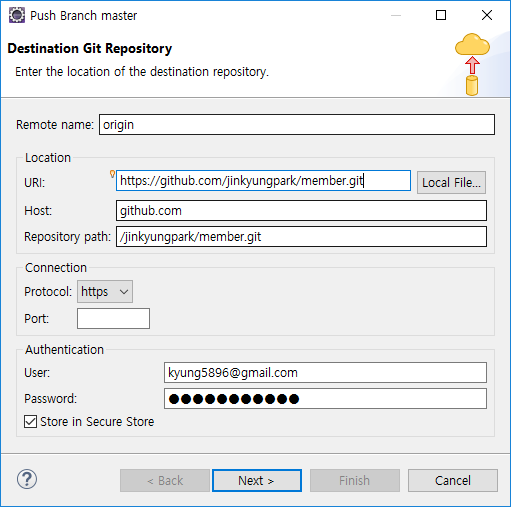 Push Branch master
Destination Git Repository
Enter the location of the destination repository.
Remote name: origin
Location
URI: https://github.com/jinkyungpark/member.git Local File...
Host: github.com
Repository path: /jinkyungpark/member.git
Connection
Protocol: https
Port:
Authentication
User: kyung5896@gmail.com
Password: ●●●●●●●●●●●
Store in Secure Store
? < Back Next > Finish Cancel